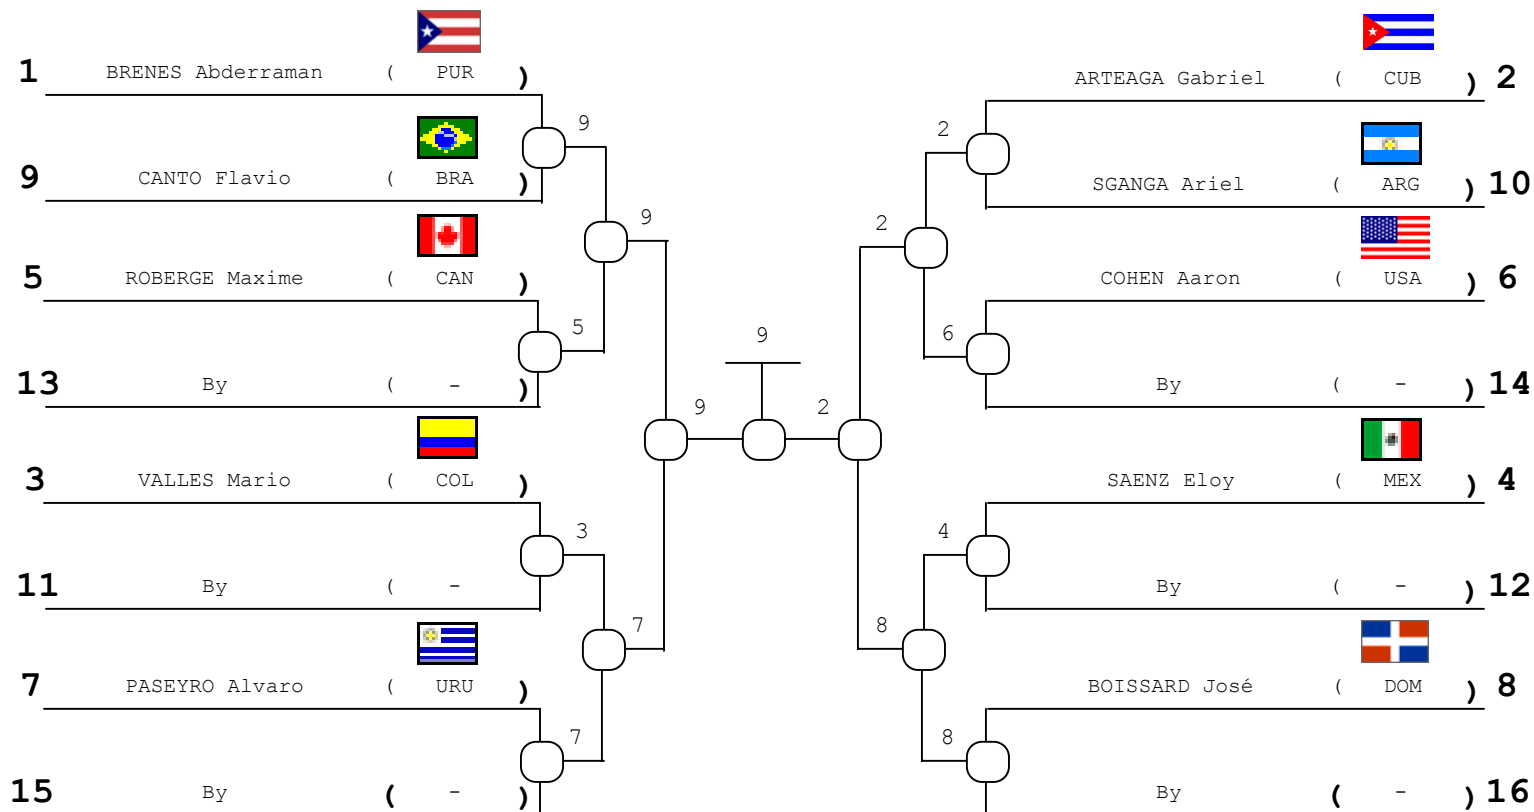 1 BRENES Abderraman ( PUR )
9
9 CANTO Flavio ( BRA )
9
5 ROBERGE Maxime ( CAN )
5
13 By ( - )
9
3 VALLES Mario ( COL )
3
11 By ( - )
7
7 PASEYRO Alvaro ( URU )
7
15 By ( - )
9
ARTEAGA Gabriel ( CUB ) 2
2
SGANGA Ariel ( ARG ) 10
2
COHEN Aaron ( USA ) 6
6
By ( - ) 14
2
SAENZ Eloy ( MEX ) 4
4
By ( - ) 12
8
BOISSARD José ( DOM ) 8
8
By ( - ) 16